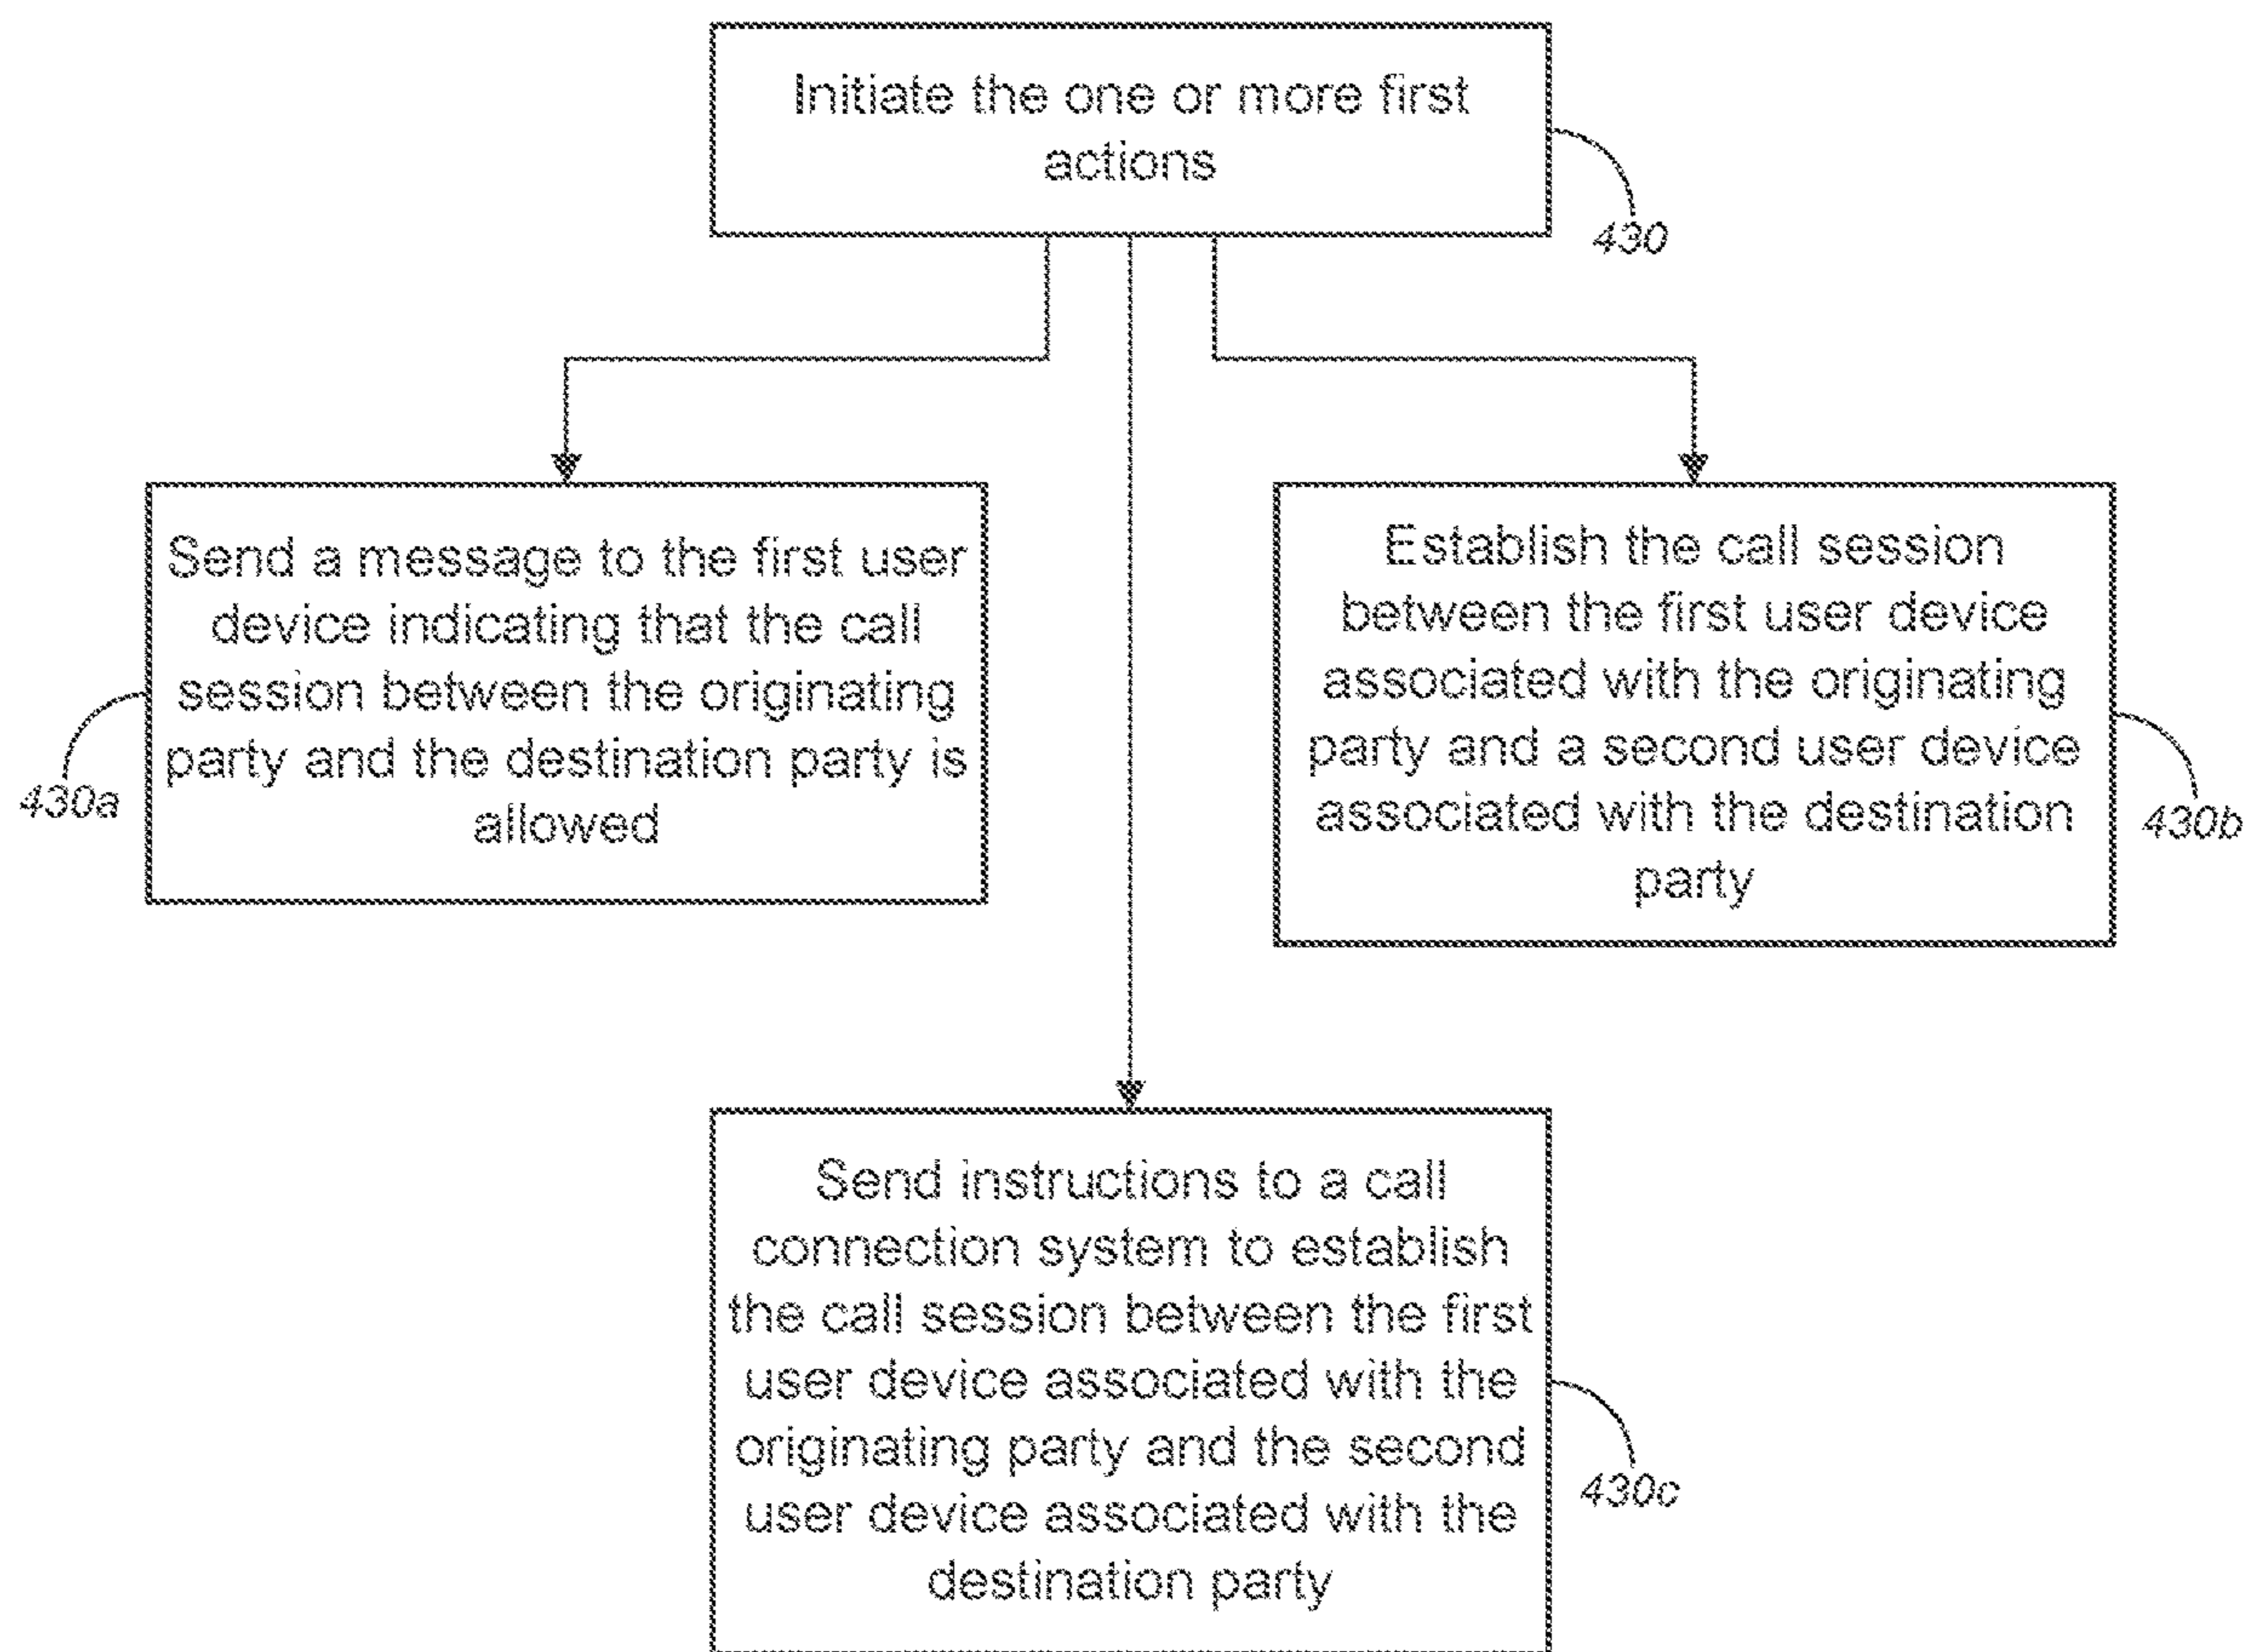 Initiate the one or more first
actions
430
Send a message to the first user
device indicating that the call
session between the originating
party and the destination party is
allowed
430a
Establish the call session
between the first user device
associated with the originating
party and a second user device
associated with the destination
party
430b
Send instructions to a call
connection system to establish
the call session between the first
user device associated with the
originating party and the second
user device associated with the
destination party
430c